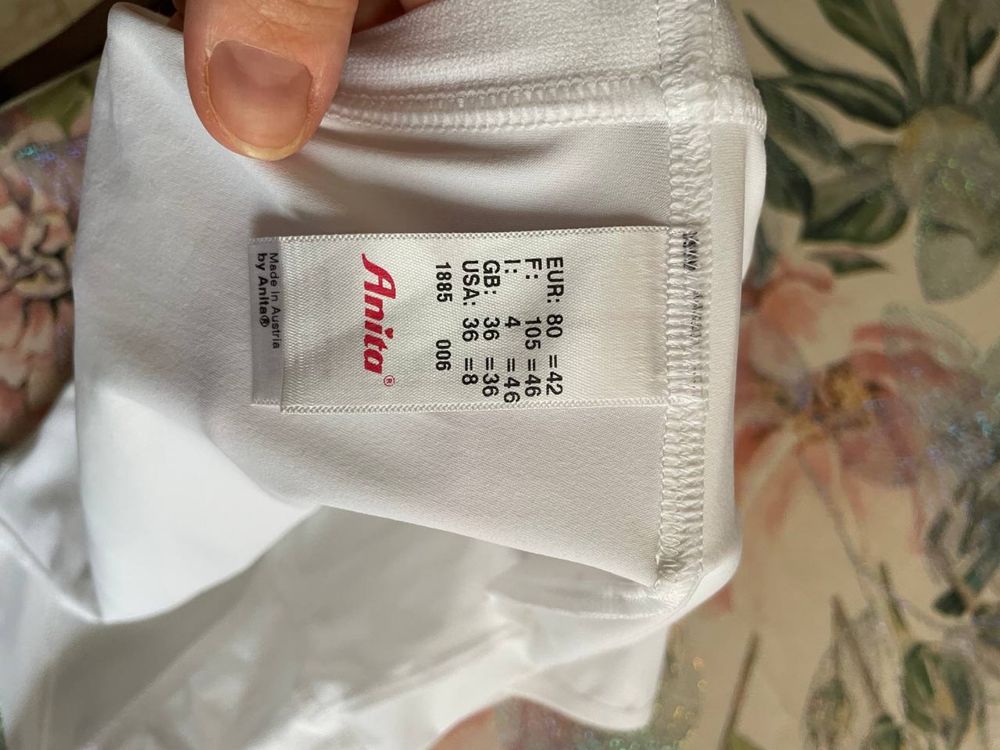 EUR: 80 =42
F: 105 =46
I: 4 =46
GB: 36 =36
USA: 36 =8
1885 006
Anita®
Made in Austria
by Anita®